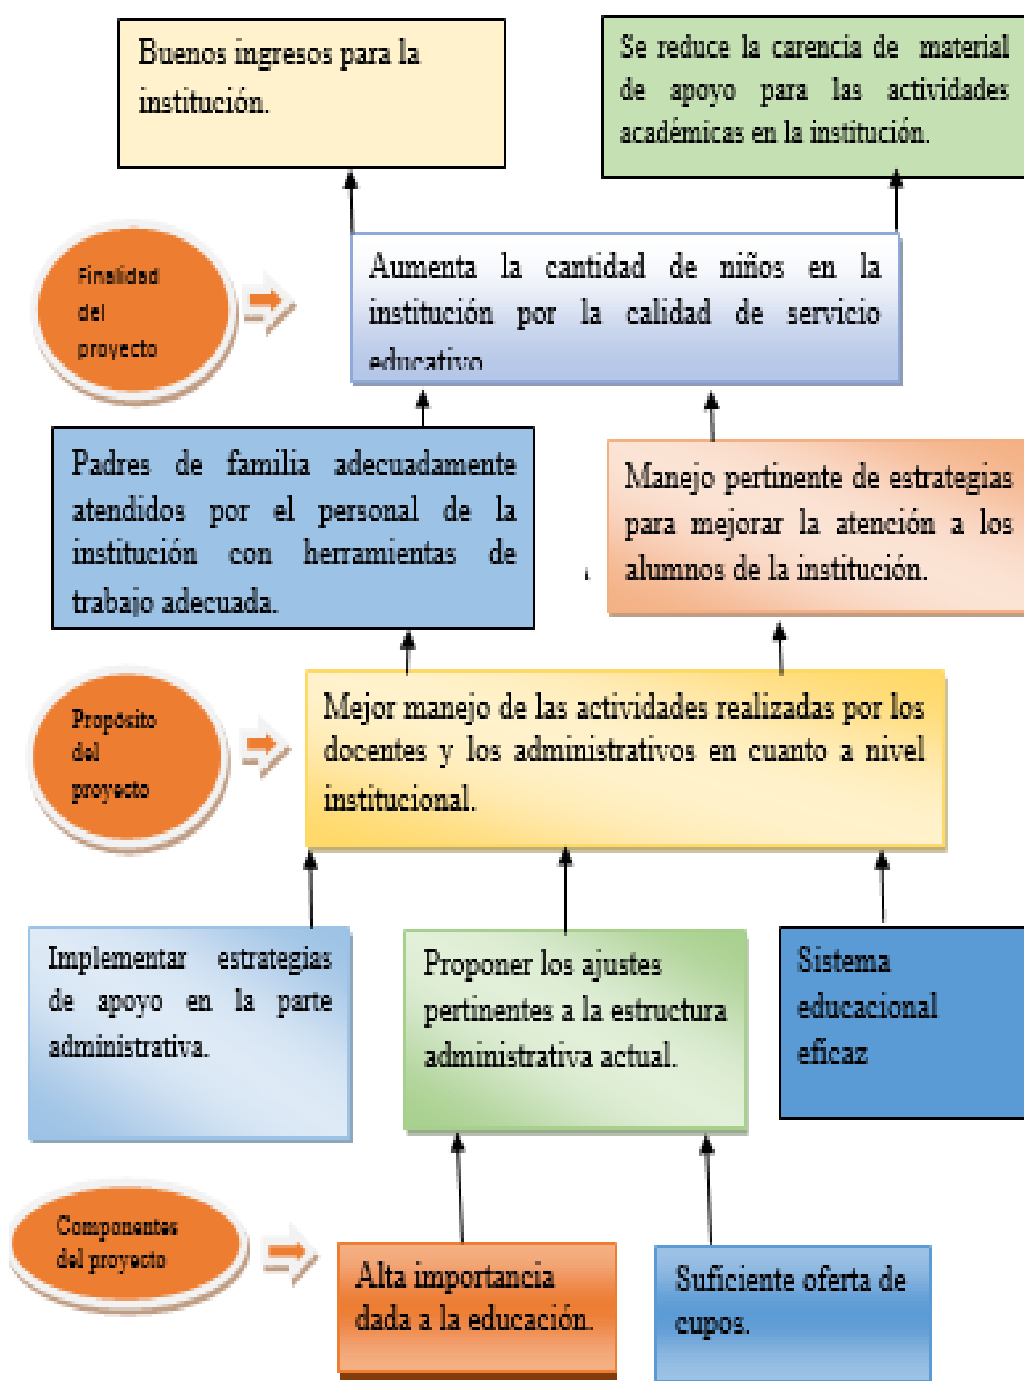 Buenos ingresos para la
institución.
Se reduce la carencia de material
de apoyo para las actividades
académicas en la institución.
Finalidad
del
proyecto
Aumenta la cantidad de niños en la
institución por la calidad de servicio
educativo
Padres de familia adecuadamente
atendidos por el personal de la
institución con herramientas de
trabajo adecuada.
Manejo pertinente de estrategias
para mejorar la atención a los
alumnos de la institución.
Propósito
del
proyecto
Mejor manejo de las actividades realizadas por los
docentes y los administrativos en cuanto a nivel
institucional.
Implementar estrategias
de apoyo en la parte
administrativa.
Proponer los ajustes
pertinentes a la estructura
administrativa actual.
Sistema
educacional
eficaz
Componentes
del proyecto
Alta importancia
dada a la educación.
Suficiente oferta de
cupos.